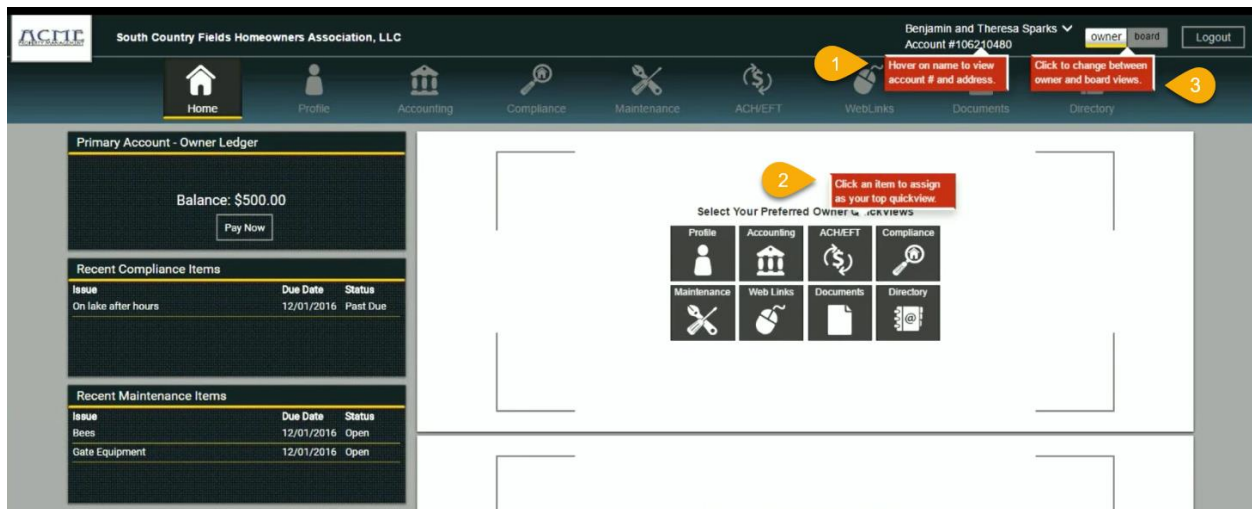 ACME
PROPERTY MANAGEMENT
South Country Fields Homeowners Association, LLC
Benjamin and Theresa Sparks
Account #106210480
owner board
Logout
1
Hover on name to view
account # and address.
Click to change between
owner and board views.
3
Home
Profile
Accounting
Compliance
Maintenance
ACH/EFT
WebLinks
Documents
Directory
Primary Account - Owner Ledger
Balance: $500.00
Pay Now
Recent Compliance Items
Issue Due Date Status
On lake after hours 12/01/2016 Past Due
Recent Maintenance Items
Issue Due Date Status
Bees 12/01/2016 Open
Gate Equipment 12/01/2016 Open
2
Click an item to assign
as your top quickview.
Select Your Preferred Owner QuickViews
Profile Accounting ACH/EFT Compliance
Maintenance Web Links Documents Directory